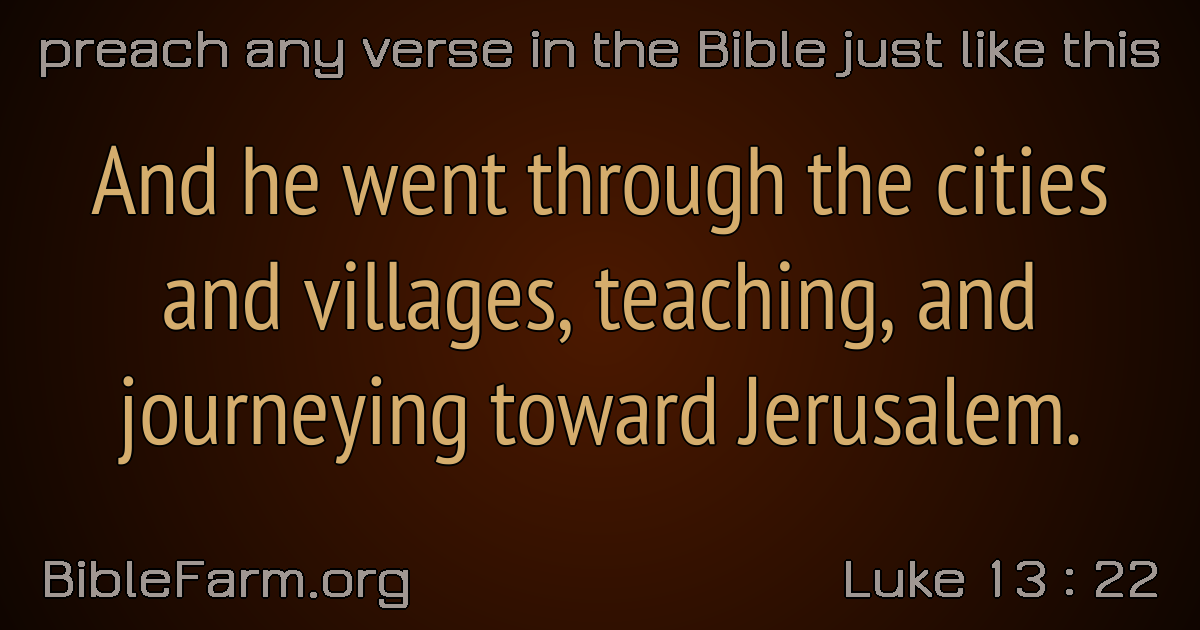 preach any verse in the Bible just like this
And he went through the cities
and villages, teaching, and
journeying toward Jerusalem.
BibleFarm.org
Luke 13 : 22